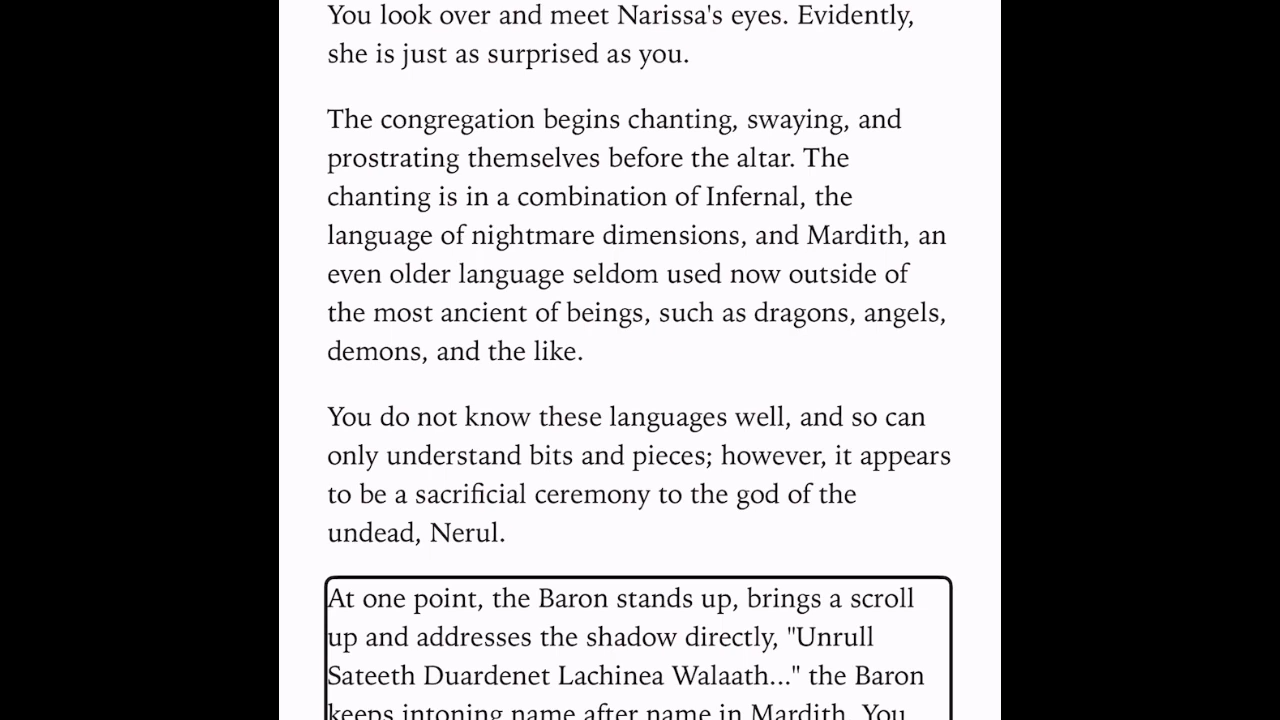 You look over and meet Narissa's eyes. Evidently,
she is just as surprised as you.
The congregation begins chanting, swaying, and
prostrating themselves before the altar. The
chanting is in a combination of Infernal, the
language of nightmare dimensions, and Mardith, an
even older language seldom used now outside of
the most ancient of beings, such as dragons, angels,
demons, and the like.
You do not know these languages well, and so can
only understand bits and pieces; however, it appears
to be a sacrificial ceremony to the god of the
undead, Nerul.
At one point, the Baron stands up, brings a scroll
up and addresses the shadow directly, "Unrull
Sateeth Duardenet Lachinea Walaath..." the Baron
keeps intoning name after name in Mardith. You